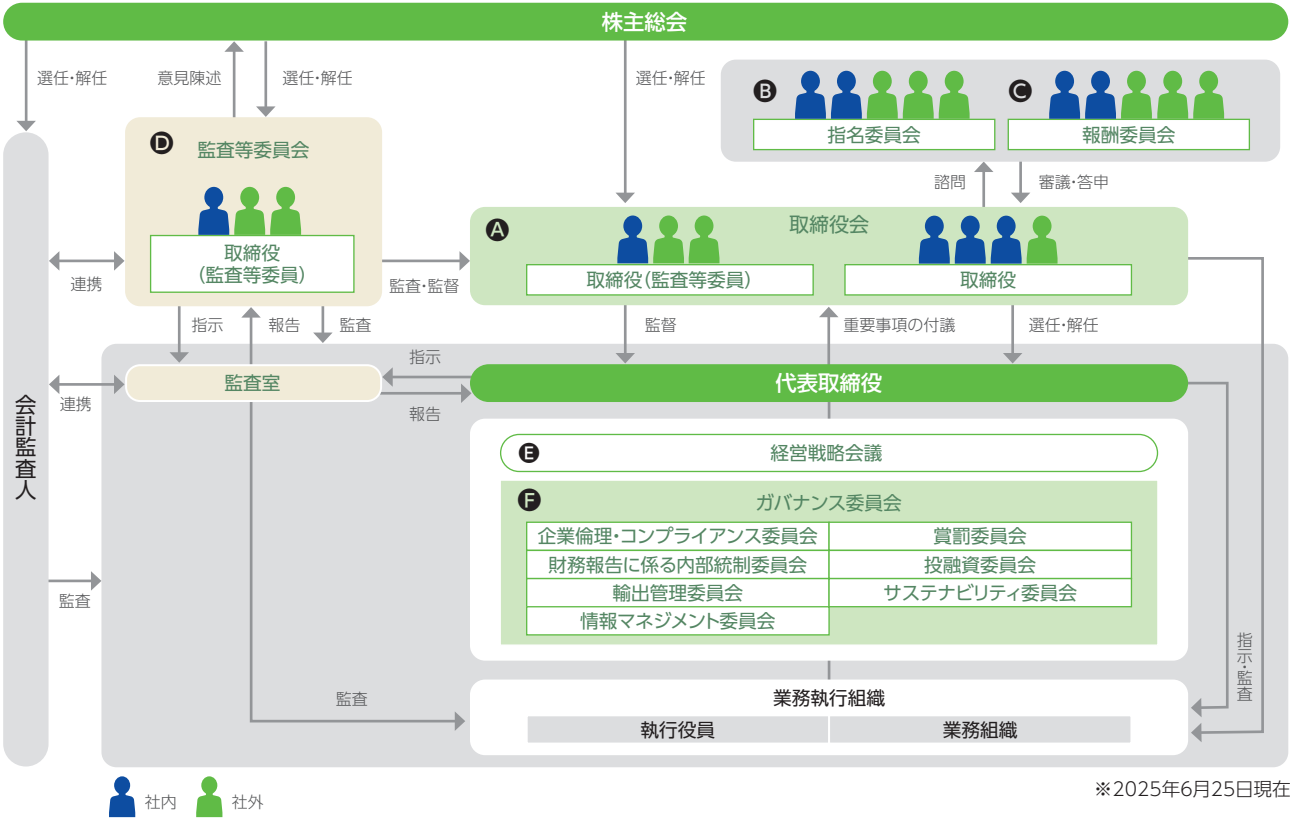 株主総会
選任・解任
意見陳述
選任・解任
選任・解任
B
指名委員会
C
報酬委員会
D
監査等委員会
取締役
(監査等委員)
諮問
審議・答申
A
取締役会
取締役(監査等委員)
取締役
連携
監査・監督
指示
報告
監査
監督
重要事項の付議
選任・解任
会計監査人
連携
監査室
指示
報告
代表取締役
E
経営戦略会議
F
ガバナンス委員会
企業倫理・コンプライアンス委員会
賞罰委員会
財務報告に係る内部統制委員会
投融資委員会
輸出管理委員会
サステナビリティ委員会
情報マネジメント委員会
監査
指示・監査
監査
業務執行組織
執行役員
業務組織
社内
社外
※2025年6月25日現在